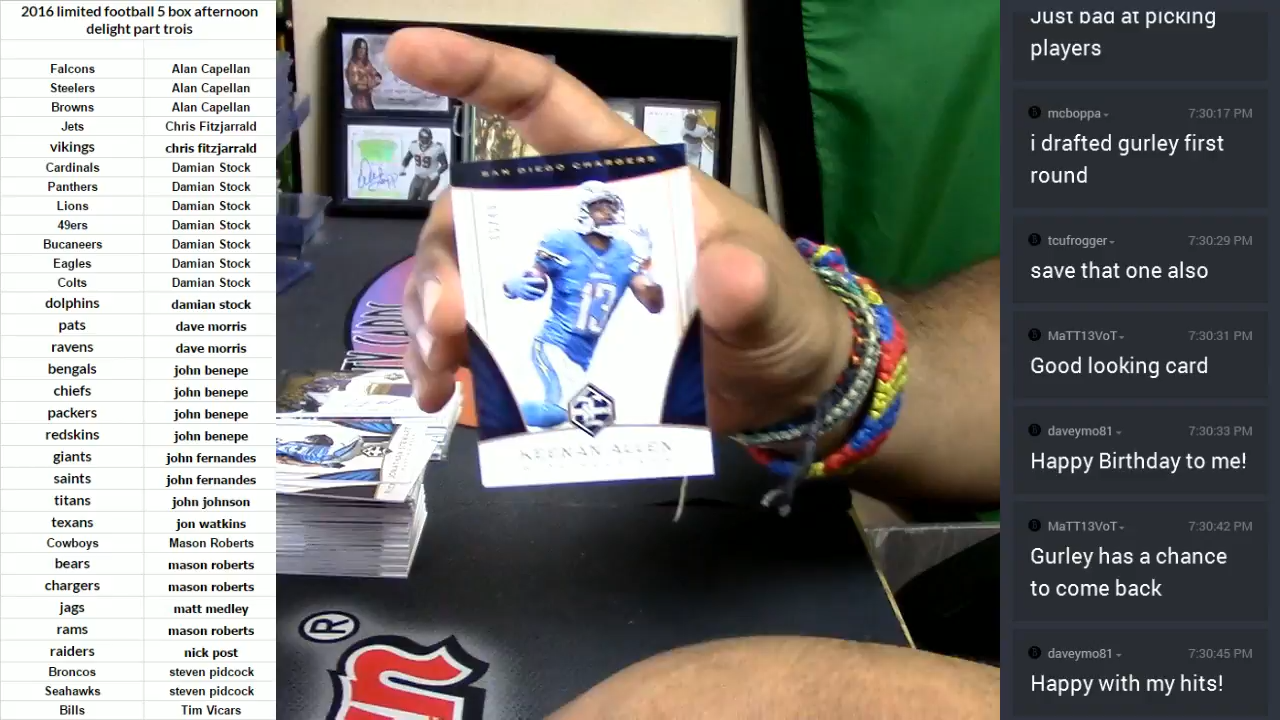 2016 limited football 5 box afternoon
delight part trois
Falcons Alan Capellan
Steelers Alan Capellan
Browns Alan Capellan
Jets Chris Fitzjarrald
vikings chris fitzjarrald
Cardinals Damian Stock
Panthers Damian Stock
Lions Damian Stock
49ers Damian Stock
Bucaneers Damian Stock
Eagles Damian Stock
Colts Damian Stock
dolphins damian stock
pats dave morris
ravens dave morris
bengals john benepe
chiefs john benepe
packers john benepe
redskins john benepe
giants john fernandes
saints john fernandes
titans john johnson
texans jon watkins
Cowboys Mason Roberts
bears mason roberts
chargers mason roberts
jags matt medley
rams mason roberts
raiders nick post
Broncos steven pidcock
Seahawks steven pidcock
Bills Tim Vicars
99
SAN DIEGO CHARGERS
13
KEENAN ALLEN
®
Just bad at picking
players
mcboppa 7:30:17 PM
i drafted gurley first
round
tcufrogger 7:30:29 PM
save that one also
MaTT13VoT 7:30:31 PM
Good looking card
daveymo81 7:30:33 PM
Happy Birthday to me!
MaTT13VoT 7:30:42 PM
Gurley has a chance
to come back
daveymo81 7:30:45 PM
Happy with my hits!